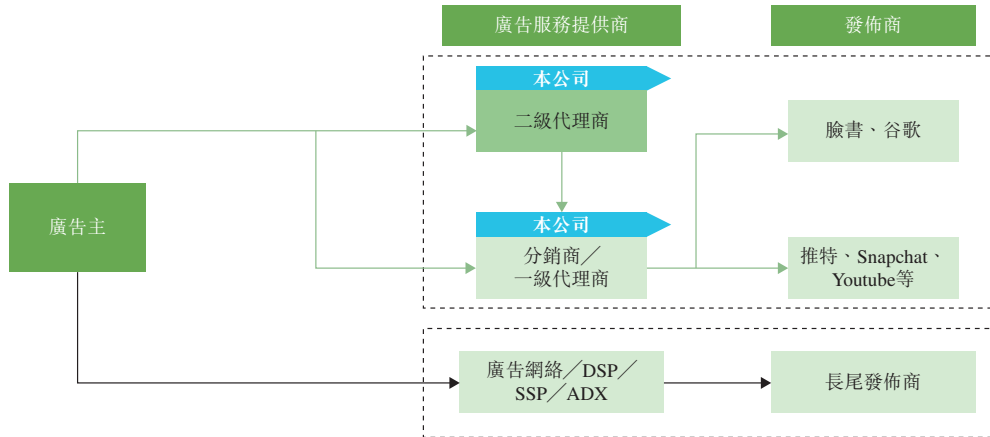 廣告服務提供商
發佈商
本公司
二級代理商
臉書、谷歌
廣告主
本公司
分銷商／
一級代理商
推特、Snapchat、
Youtube等
廣告網絡／DSP／
SSP／ADX
長尾發佈商